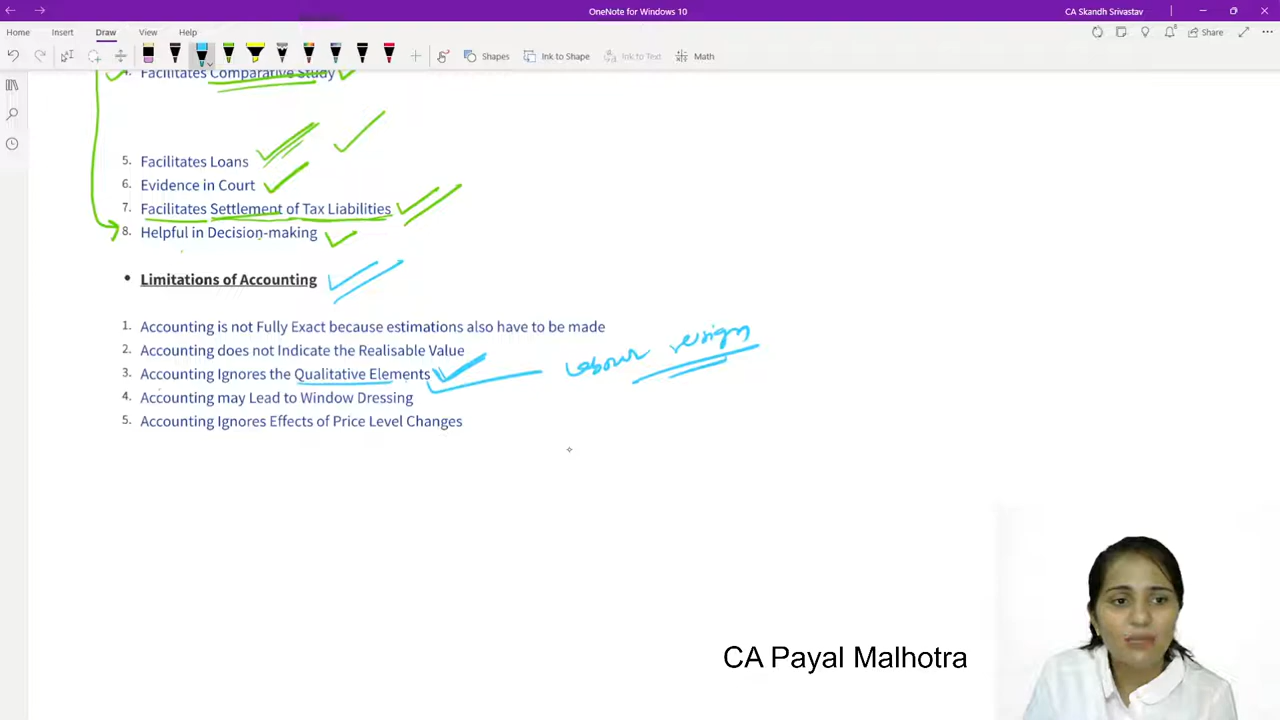 OneNote for Windows 10
CA Skandh Srivastav
Home Insert Draw View Help
Share
Shapes
Ink to Shape
Ink to Text
Math
4. Facilitates Comparative Study
5. Facilitates Loans
6. Evidence in Court
7. Facilitates Settlement of Tax Liabilities
8. Helpful in Decision-making
• Limitations of Accounting
1. Accounting is not Fully Exact because estimations also have to be made
2. Accounting does not Indicate the Realisable Value
3. Accounting Ignores the Qualitative Elements
Labour resign
4. Accounting may Lead to Window Dressing
5. Accounting Ignores Effects of Price Level Changes
CA Payal Malhotra